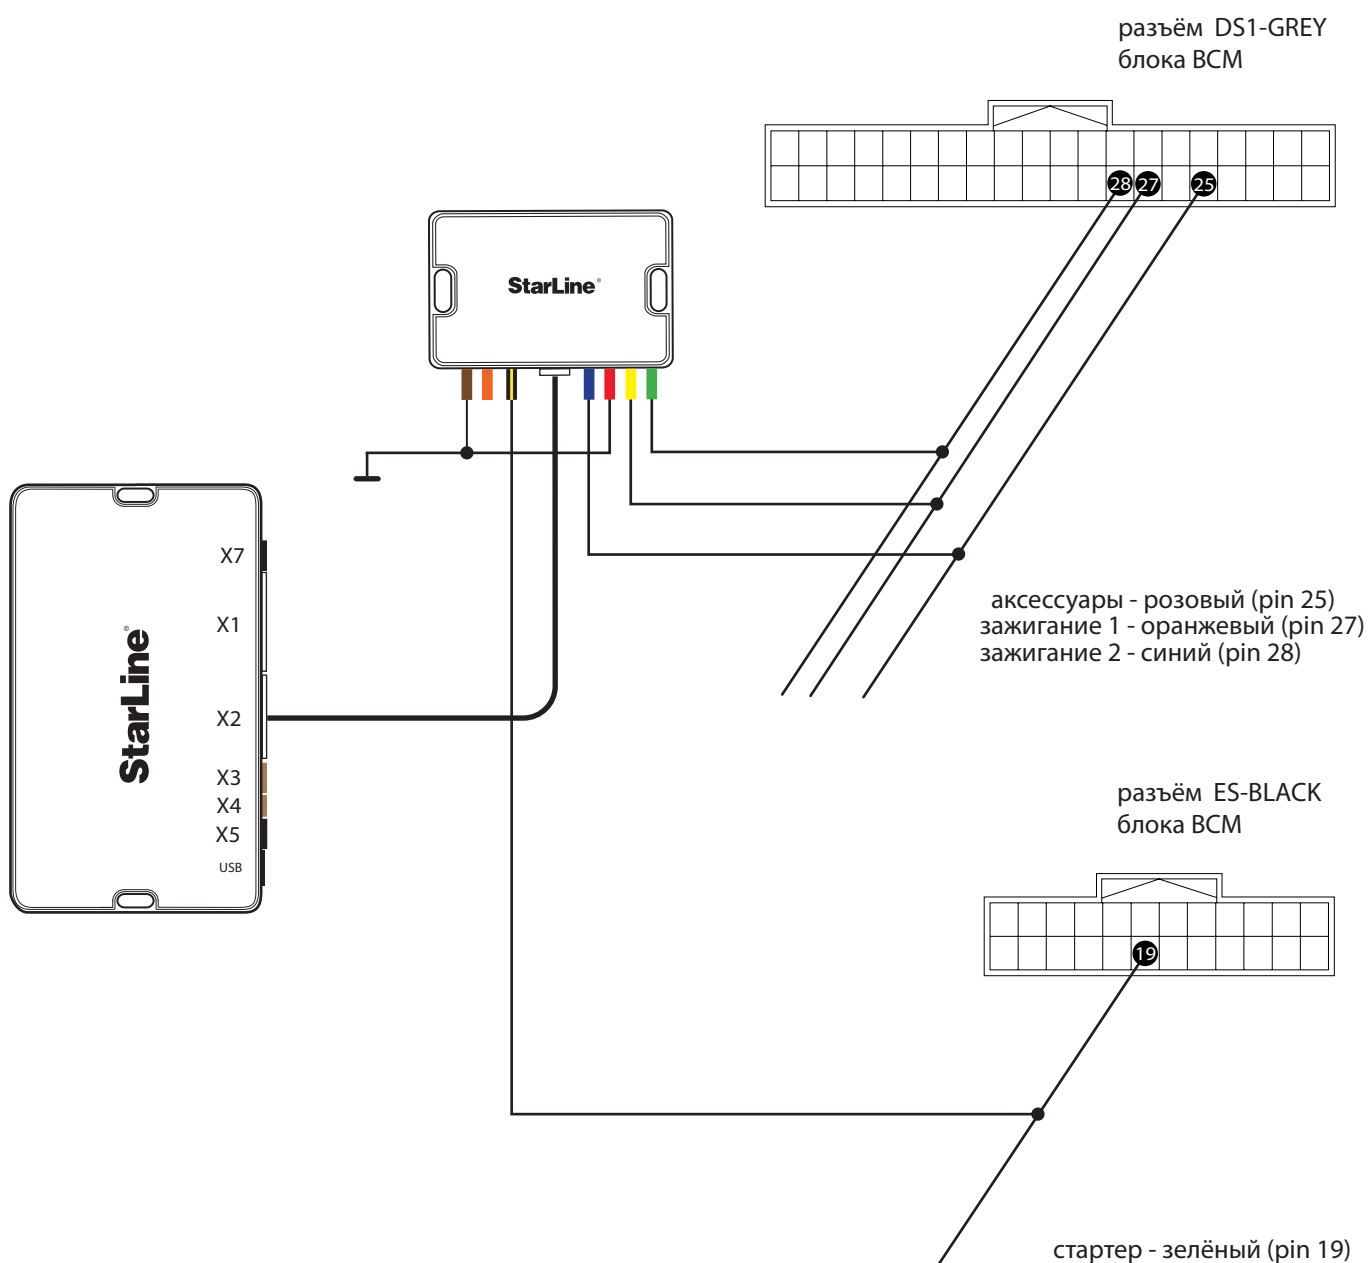 разъём DS1-GREY
блока BCM
28
27
25
StarLine®
X7
X1
StarLine®
X2
X3
X4
X5
USB
аксессуары - розовый (pin 25)
зажигание 1 - оранжевый (pin 27)
зажигание 2 - синий (pin 28)
разъём ES-BLACK
блока BCM
19
стартер - зелёный (pin 19)